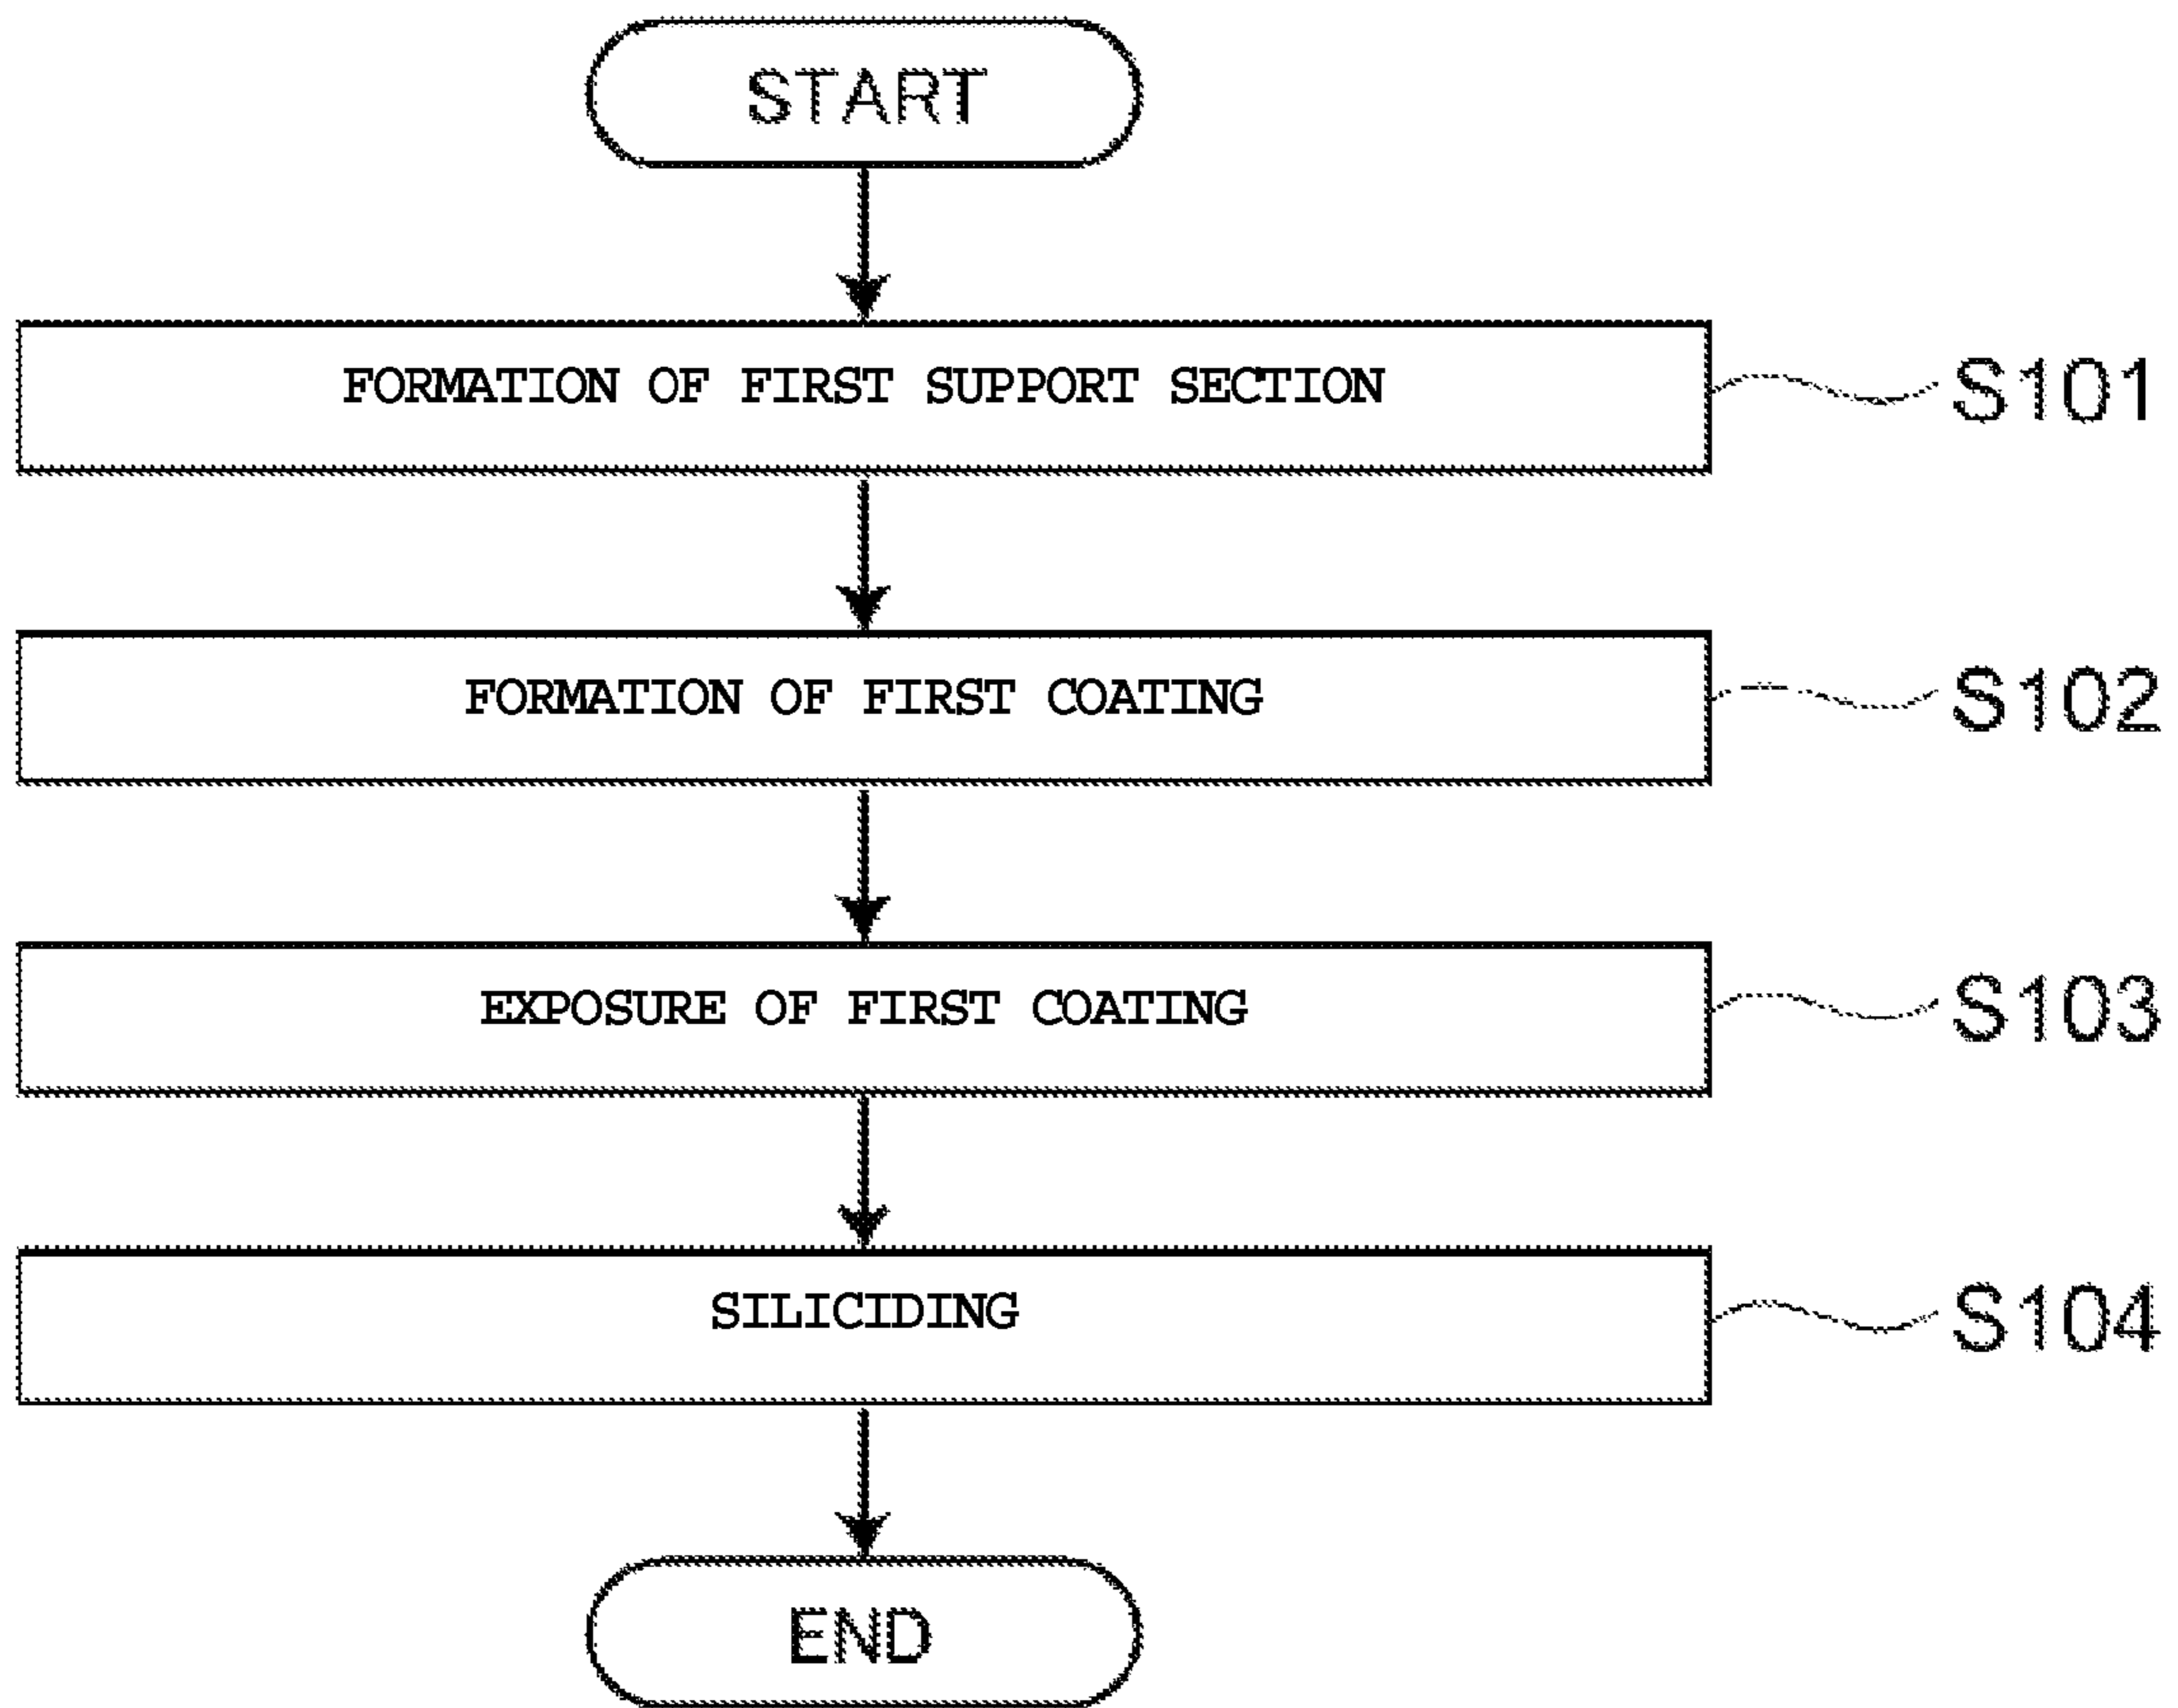 START
FORMATION OF FIRST SUPPORT SECTION
S101
FORMATION OF FIRST COATING
S102
EXPOSURE OF FIRST COATING
S103
SILICIDING
S104
END